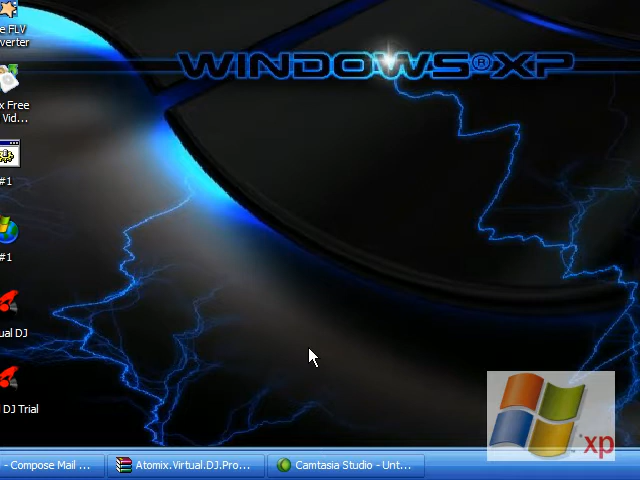 e FLV
verter
WINDOWS®XP
x Free
Vid...
#1
#1
ual DJ
DJ Trial
xp
- Compose Mail ...
Atomix.Virtual.DJ.Pro...
Camtasia Studio - Unt...